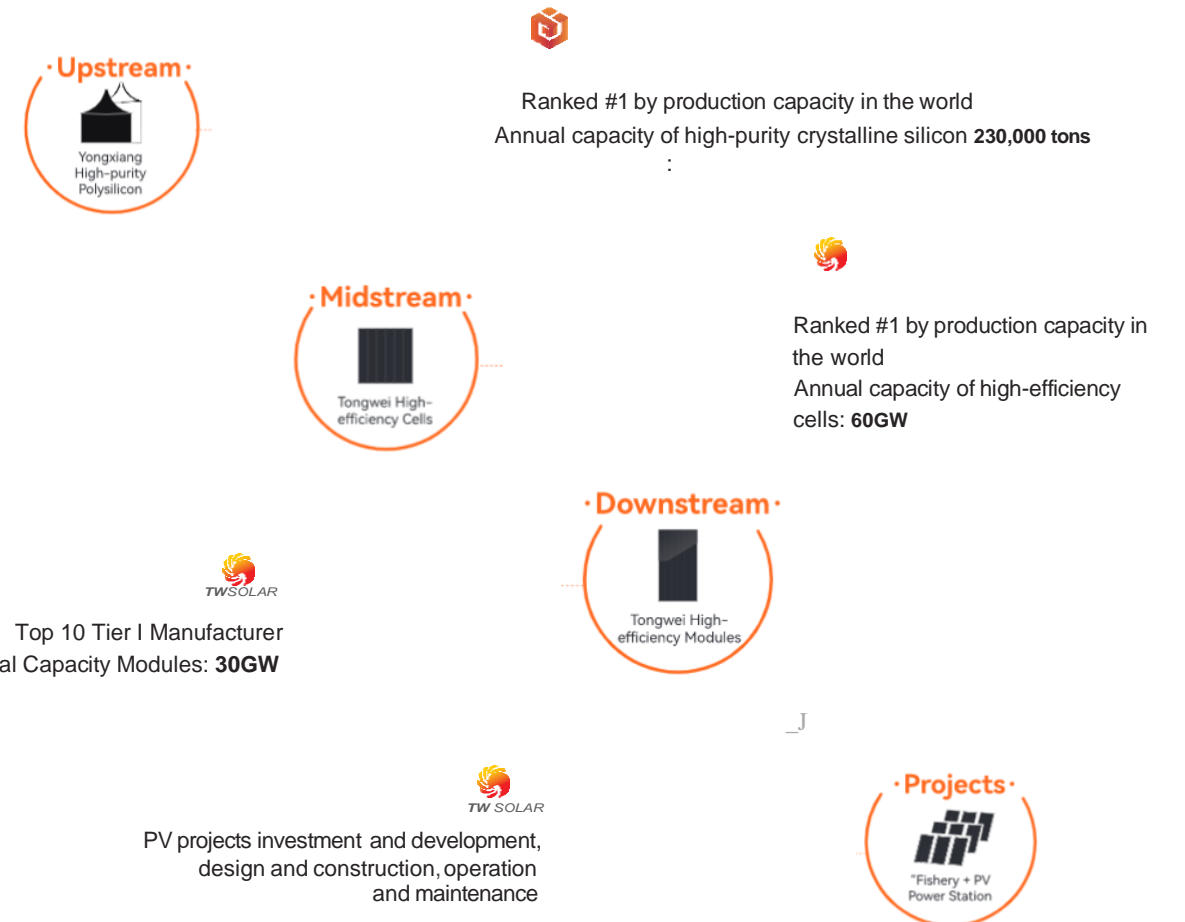 ·Upstream·
Yongxiang
High-purity
Polysilicon
Ranked #1 by production capacity in the world
Annual capacity of high-purity crystalline silicon 230,000 tons
:
·Midstream·
Tongwei High-
efficiency Cells
Ranked #1 by production capacity in
the world
Annual capacity of high-efficiency
cells: 60GW
·Downstream·
Tongwei High-
efficiency Modules
TWSOLAR
Top 10 Tier I Manufacturer
al Capacity Modules: 30GW
_J
TW SOLAR
PV projects investment and development,
design and construction, operation
and maintenance
·Projects·
"Fishery + PV
Power Station